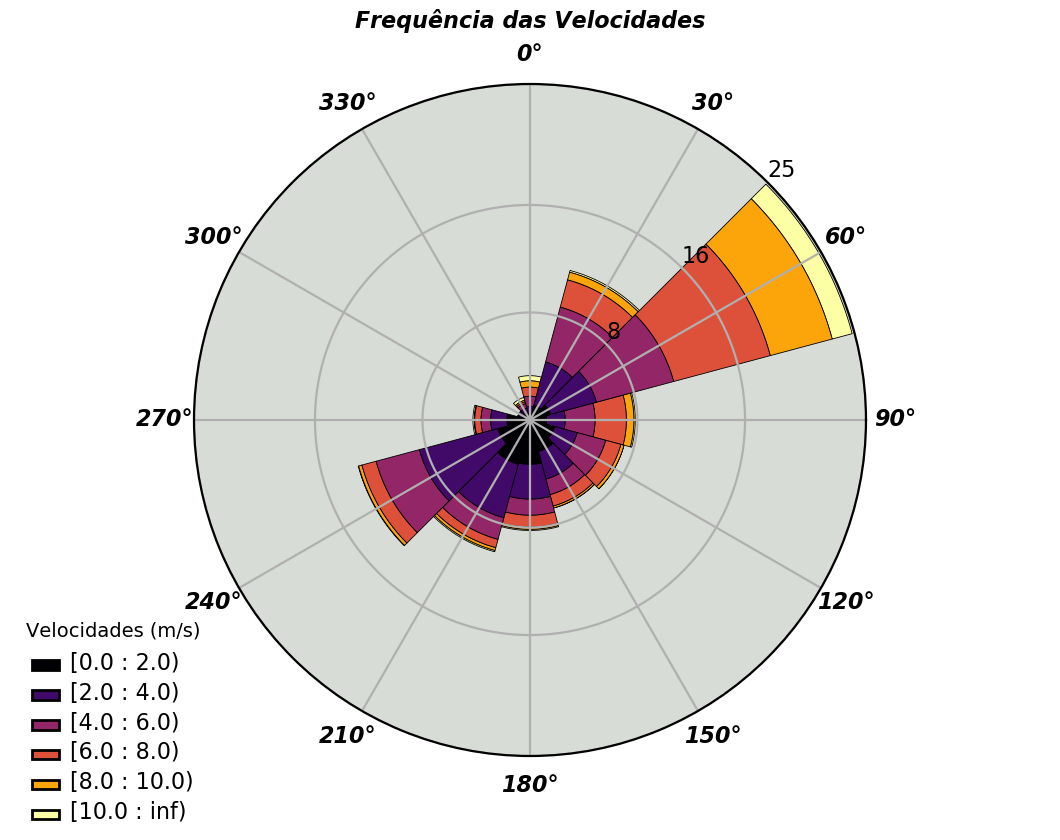 Frequência das Velocidades
0°
330°
30°
25
300°
60°
16
8
270°
90°
240°
120°
210°
150°
180°
Velocidades (m/s)
[0.0 : 2.0)
[2.0 : 4.0)
[4.0 : 6.0)
[6.0 : 8.0)
[8.0 : 10.0)
[10.0 : inf)